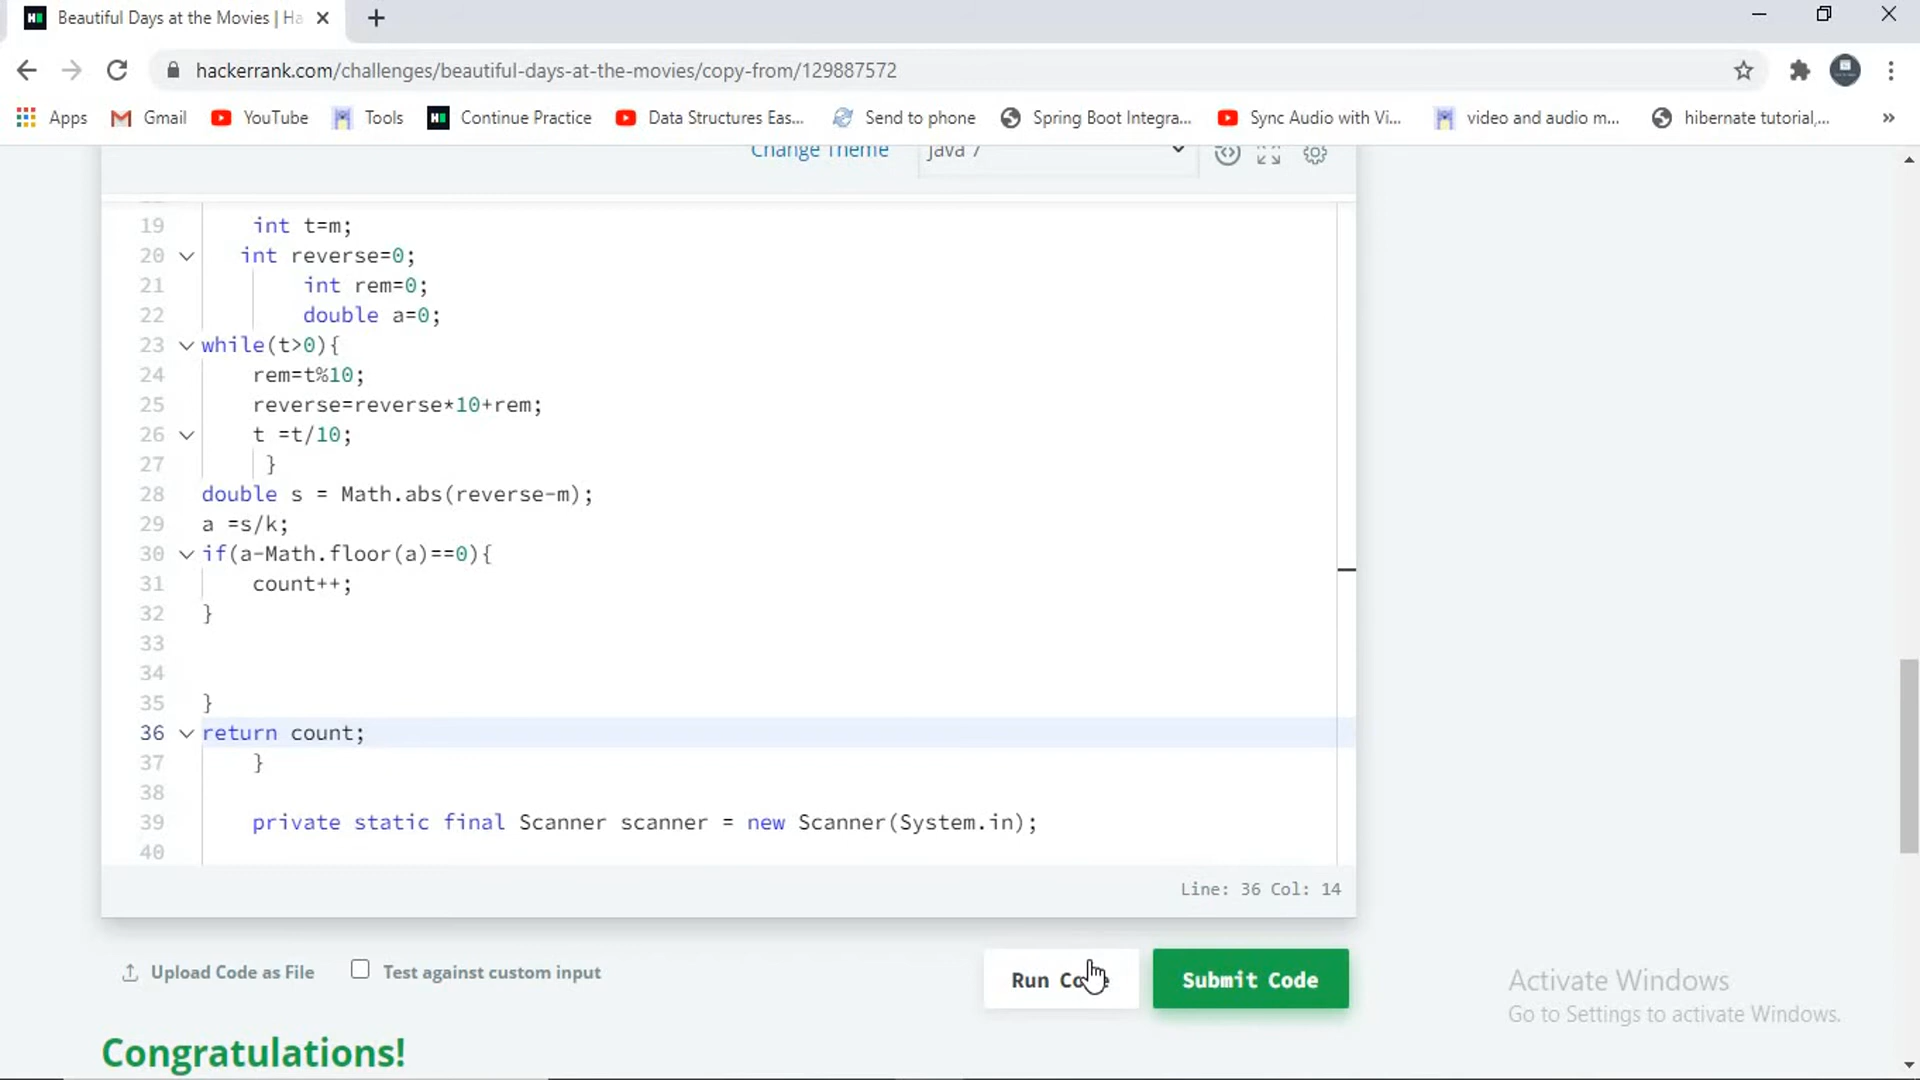 Beautiful Days at the Movies | Ha
hackerrank.com/challenges/beautiful-days-at-the-movies/copy-from/129887572
Apps Gmail YouTube Tools Continue Practice Data Structures Eas... Send to phone Spring Boot Integra... Sync Audio with Vi... video and audio m... hibernate tutorial,... »
Change Theme Java 7
19 int t=m;
20 int reverse=0;
21 int rem=0;
22 double a=0;
23 while(t>0){
24 rem=t%10;
25 reverse=reverse*10+rem;
26 t =t/10;
27 }
28 double s = Math.abs(reverse-m);
29 a =s/k;
30 if(a-Math.floor(a)==0){
31 count++;
32 }
33
34
35 }
36 return count;
37 }
38
39 private static final Scanner scanner = new Scanner(System.in);
40
Line: 36 Col: 14
Upload Code as File Test against custom input Run Code Submit Code
Activate Windows
Go to Settings to activate Windows.
Congratulations!